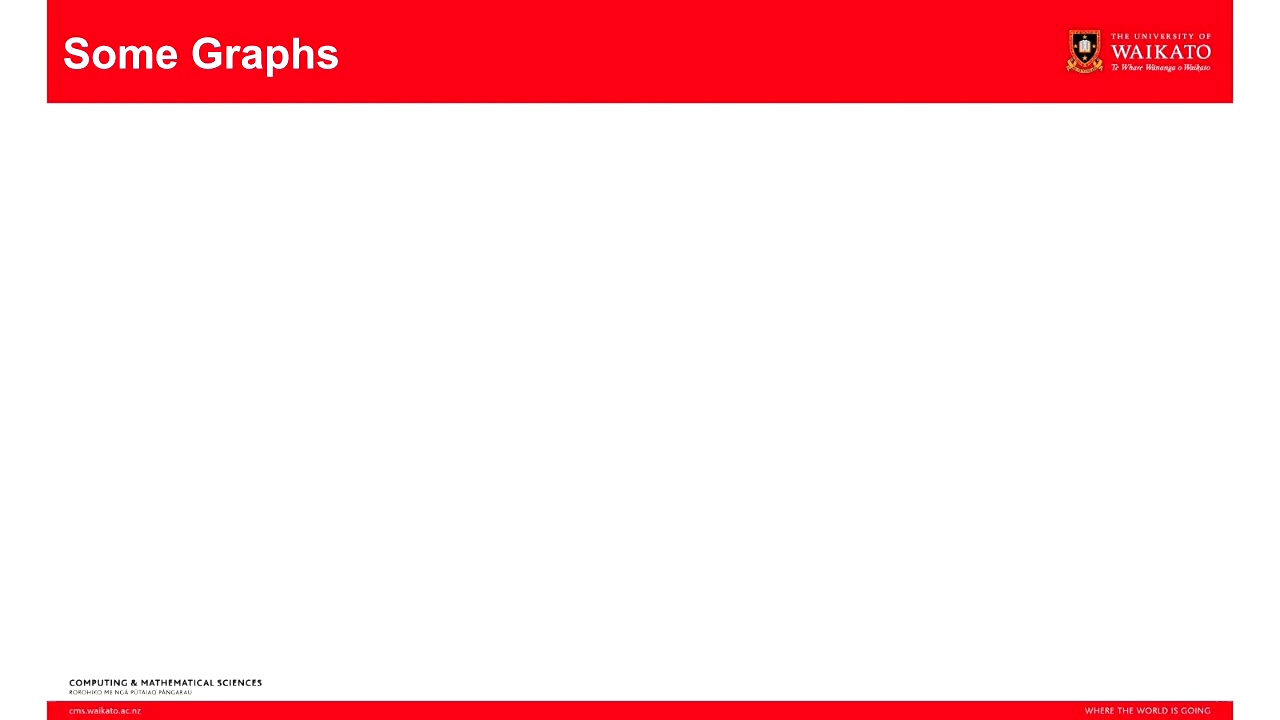 Some Graphs
THE UNIVERSITY OF
WAIKATO
Te Whare Wānanga o Waikato
COMPUTING & MATHEMATICAL SCIENCES
ROROHIKO ME NGĀ PŪTAIAO PĀNGARAU
cms.waikato.ac.nz
WHERE THE WORLD IS GOING